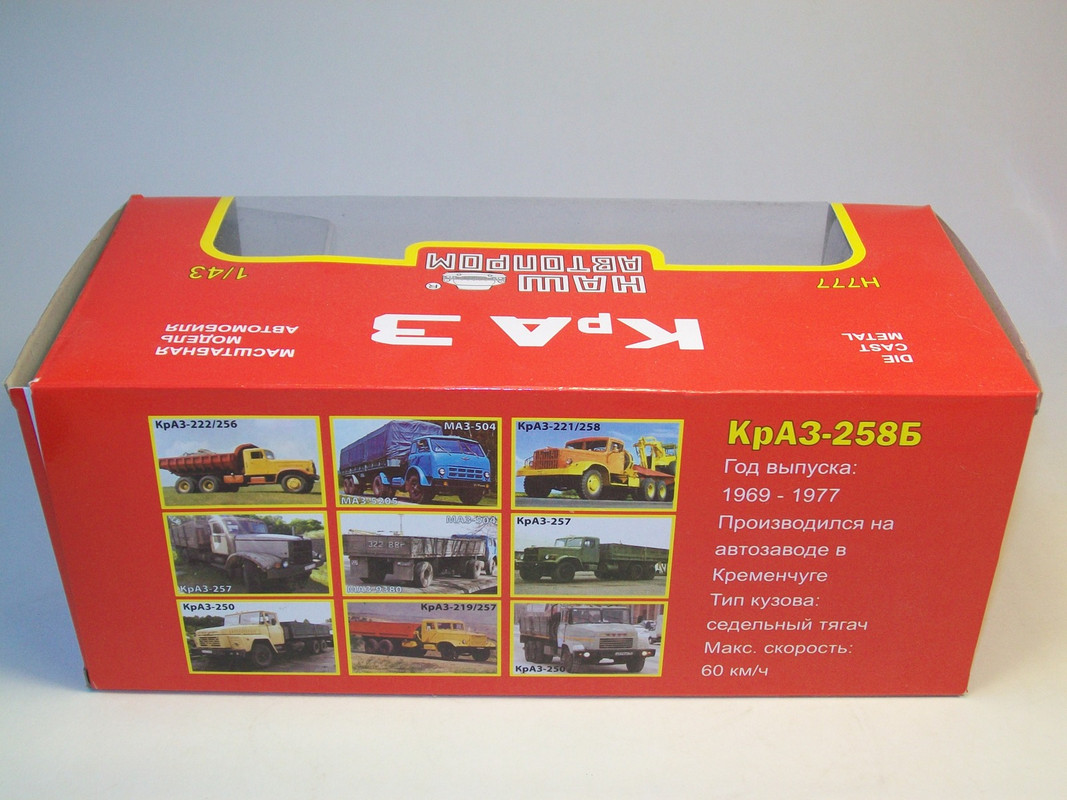 1/43
НАШ
АВТОПРОМ
®
Н777
КрАЗ
МАСШТАБНАЯ
МОДЕЛЬ
АВТОМОБИЛЯ
DIE
CAST
METAL
КрАЗ-222/256
МАЗ-504
КрАЗ-221/258
КрАЗ-257
КрАЗ-257
КрАЗ-250
КрАЗ-219/257
КрАЗ-250
КрАЗ-258Б
Год выпуска:
1969 - 1977
Производился на
автозаводе в
Кременчуге
Тип кузова:
седельный тягач
Макс. скорость:
60 км/ч